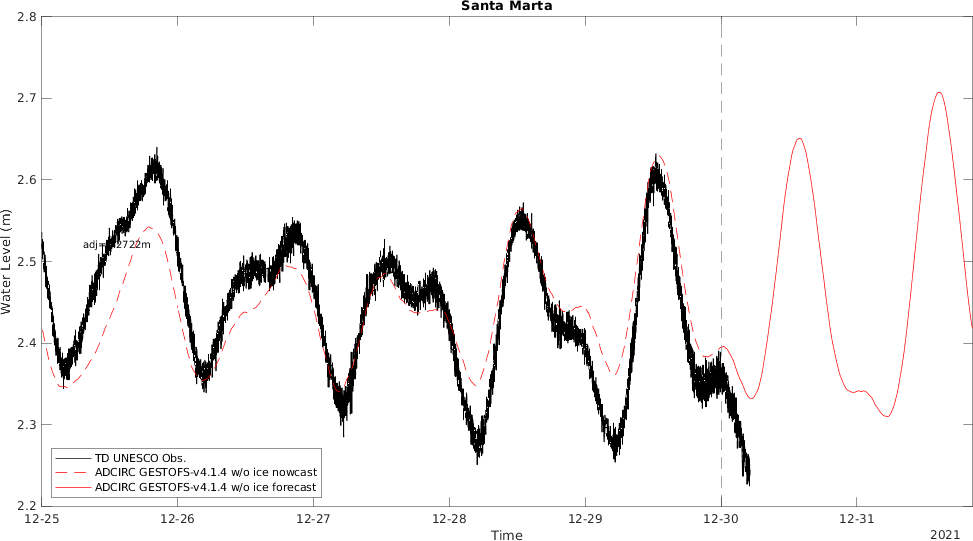 Santa Marta
2.8
2.7
2.6
2.5
2.4
2.3
2.2
Water Level (m)
TD UNESCO Obs.
ADCIRC GESTOFS-v4.1.4 w/o ice nowcast
ADCIRC GESTOFS-v4.1.4 w/o ice forecast
12-25 12-26 12-27 12-28 12-29 12-30 12-31
Time
2021